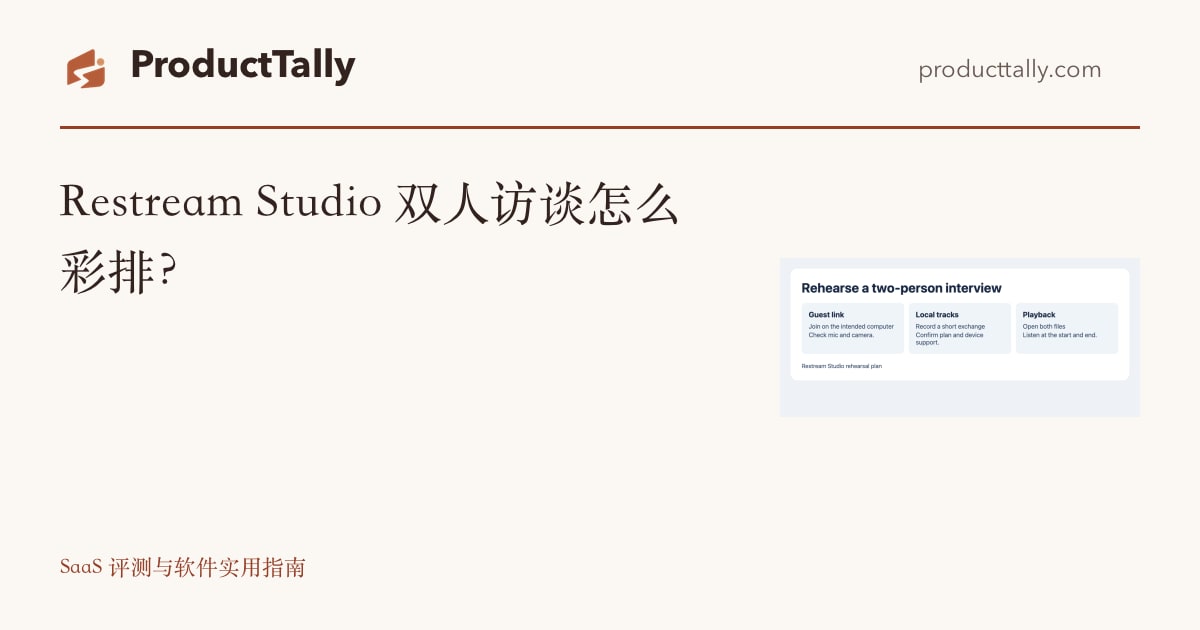 ProductTally
producttally.com
Restream Studio 双人访谈怎么
彩排？
Rehearse a two-person interview
Guest link
Join on the intended computer
Check mic and camera.
Local tracks
Record a short exchange
Confirm plan and device
support.
Playback
Open both files
Listen at the start and end.
Restream Studio rehearsal plan
SaaS 评测与软件实用指南